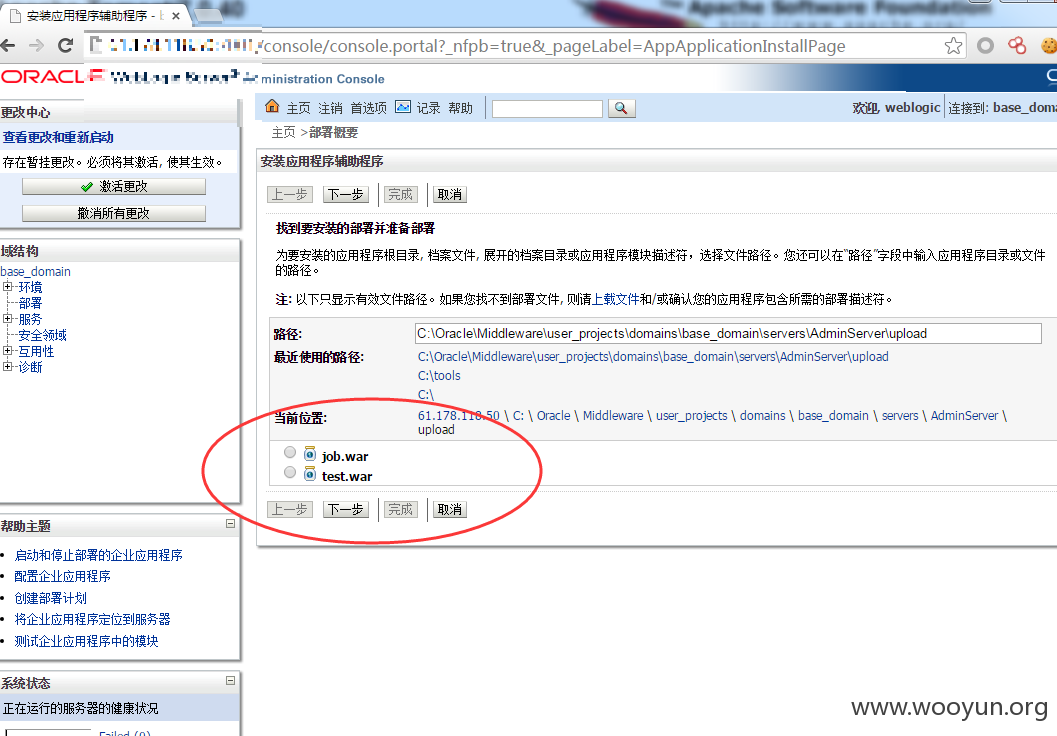 安装应用程序辅助程序 -
Apache Software Foundation
/console/console.portal?_nfpb=true&_pageLabel=AppApplicationInstallPage
ORACLE
ministration Console
更改中心
查看更改和重新启动
存在暂挂更改。必须将其激活, 使其生效。
激活更改
撤消所有更改
域结构
base_domain
环境
部署
服务
安全领域
互用性
诊断
帮助主题
启动和停止部署的企业应用程序
配置企业应用程序
创建部署计划
将企业应用程序定位到服务器
测试企业应用程序中的模块
系统状态
正在运行的服务器的健康状况
Failed (0)
主页 注销 首选项 记录 帮助
欢迎, weblogic 连接到: base_doma
主页 >部署概要
安装应用程序辅助程序
上一步 下一步 完成 取消
找到要安装的部署并准备部署
为要安装的应用程序根目录, 档案文件, 展开的档案目录或应用程序模块描述符，选择文件路径。您还可以在“路径”字段中输入应用程序目录或文件
的路径。
注: 以下只显示有效文件路径。如果您找不到部署文件, 则请上载文件和/或确认您的应用程序包含所需的部署描述符。
路径: C:\Oracle\Middleware\user_projects\domains\base_domain\servers\AdminServer\upload
最近使用的路径: C:\Oracle\Middleware\user_projects\domains\base_domain\servers\AdminServer\upload
C:\tools
C:\
当前位置: 61.178.118.50 \ C: \ Oracle \ Middleware \ user_projects \ domains \ base_domain \ servers \ AdminServer \
upload
job.war
test.war
上一步 下一步 完成 取消
www.wooyun.org